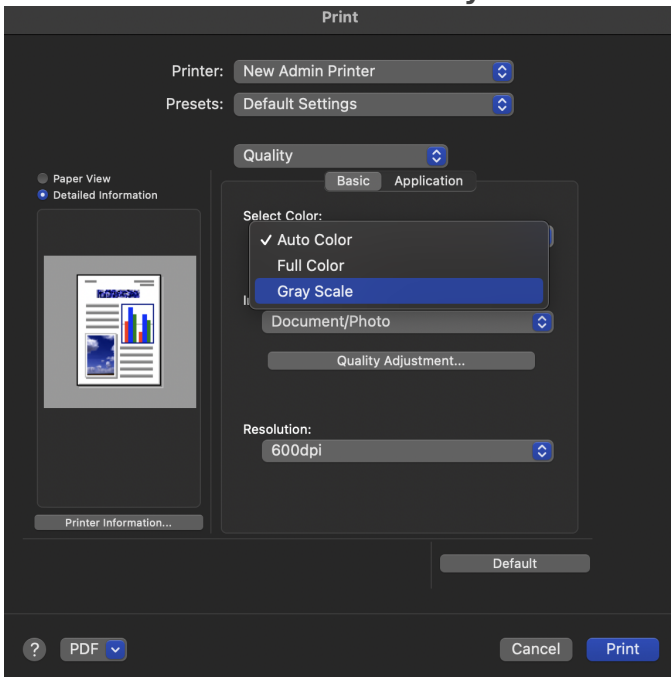 Print
Printer: New Admin Printer
Presets: Default Settings
Quality
Paper View
Detailed Information
Basic Application
Select Color:
✓ Auto Color
Full Color
Gray Scale
Document/Photo
Quality Adjustment...
Resolution:
600dpi
Printer Information...
Default
? PDF
Cancel Print